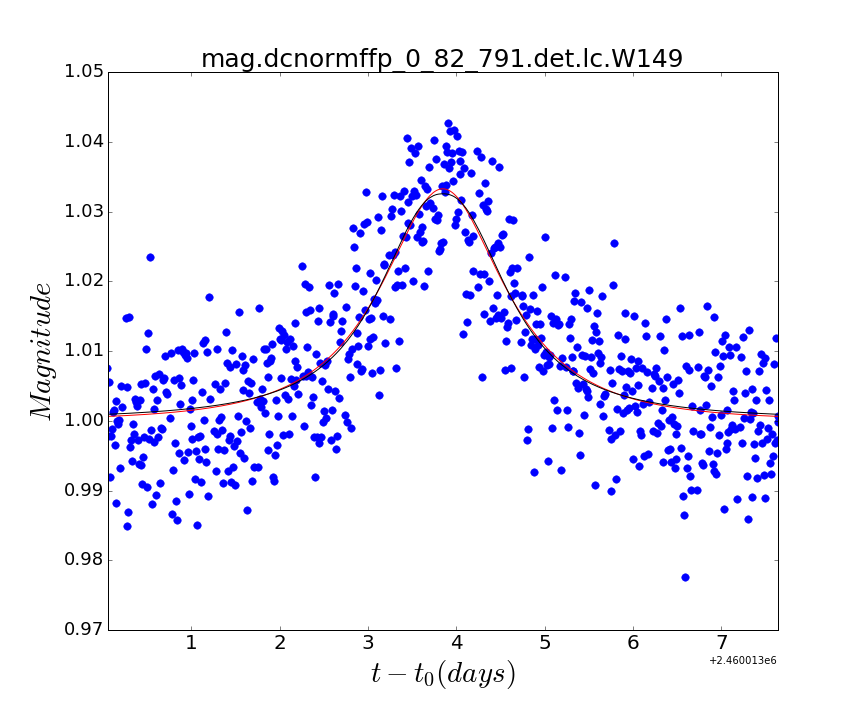 mag.dcnormffp_0_82_791.det.lc.W149
1.05
1.04
1.03
1.02
1.01
1.00
0.99
0.98
0.97
Magnitude
1 2 3 4 5 6 7
+2.460013e6
t − t₀(days)